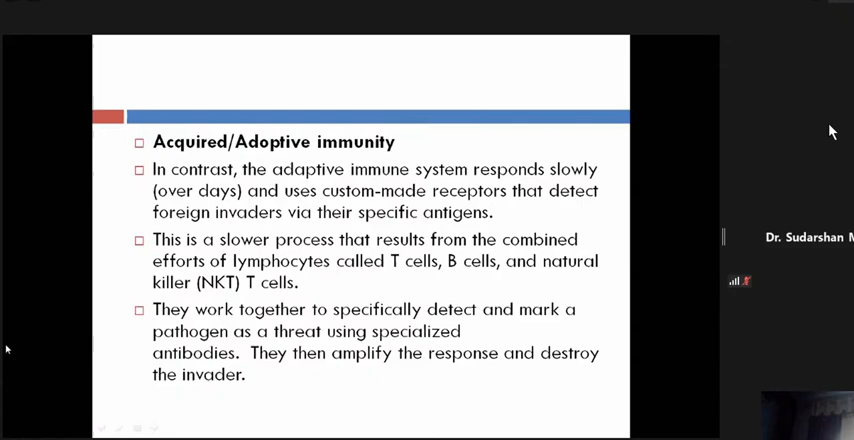 Acquired/Adoptive immunity
In contrast, the adaptive immune system responds slowly
(over days) and uses custom-made receptors that detect
foreign invaders via their specific antigens.
This is a slower process that results from the combined
efforts of lymphocytes called T cells, B cells, and natural
killer (NKT) T cells.
They work together to specifically detect and mark a
pathogen as a threat using specialized
antibodies. They then amplify the response and destroy
the invader.
Dr. Sudarshan M